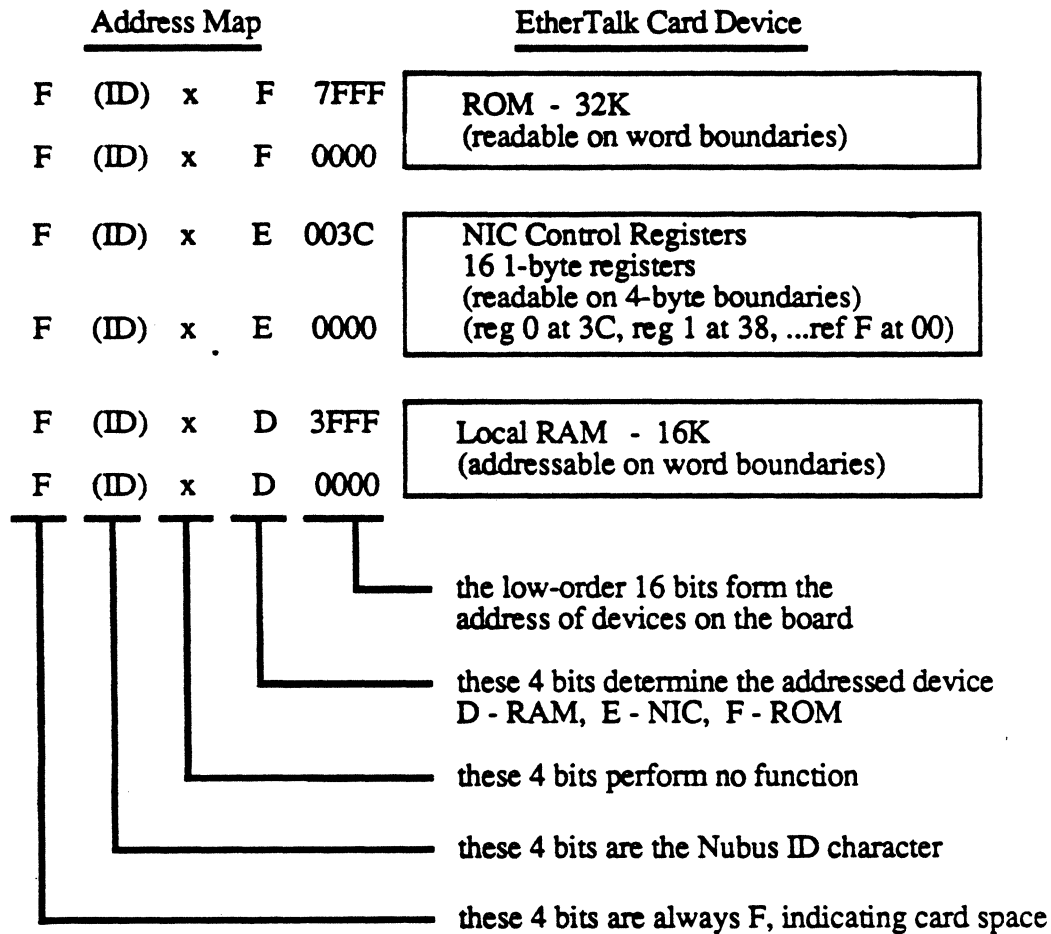 Address Map EtherTalk Card Device
F (ID) x F 7FFF ROM - 32K
(readable on word boundaries)
F (ID) x F 0000
F (ID) x E 003C NIC Control Registers
16 1-byte registers
(readable on 4-byte boundaries)
F (ID) x E 0000 (reg 0 at 3C, reg 1 at 38, ...ref F at 00)
F (ID) x D 3FFF Local RAM - 16K
(addressable on word boundaries)
F (ID) x D 0000
the low-order 16 bits form the
address of devices on the board
these 4 bits determine the addressed device
D - RAM, E - NIC, F - ROM
these 4 bits perform no function
these 4 bits are the Nubus ID character
these 4 bits are always F, indicating card space